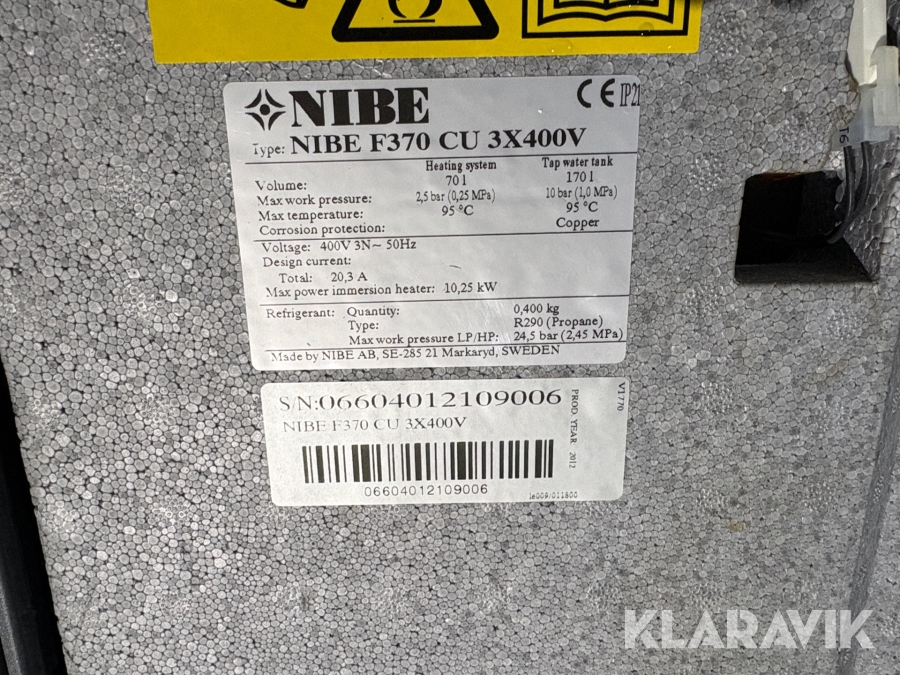 NIBE
CE IP21
Type: NIBE F370 CU 3X400V
Heating system Tap water tank
Volume: 70 l 170 l
Max work pressure: 2,5 bar (0,25 MPa) 10 bar (1,0 MPa)
Max temperature: 95 °C 95 °C
Corrosion protection: Copper
Voltage: 400V 3N~ 50Hz
Design current:
Total: 20,3 A
Max power immersion heater: 10,25 kW
Refrigerant: Quantity: 0,400 kg
Type: R290 (Propane)
Max work pressure LP/HP: 24,5 bar (2,45 MPa)
Made by NIBE AB, SE-285 21 Markaryd, SWEDEN
S/N:06604012109006
NIBE F370 CU 3X400V
06604012109006
PROD. YEAR 2012
V1770
le009/011800
KLARAVIK